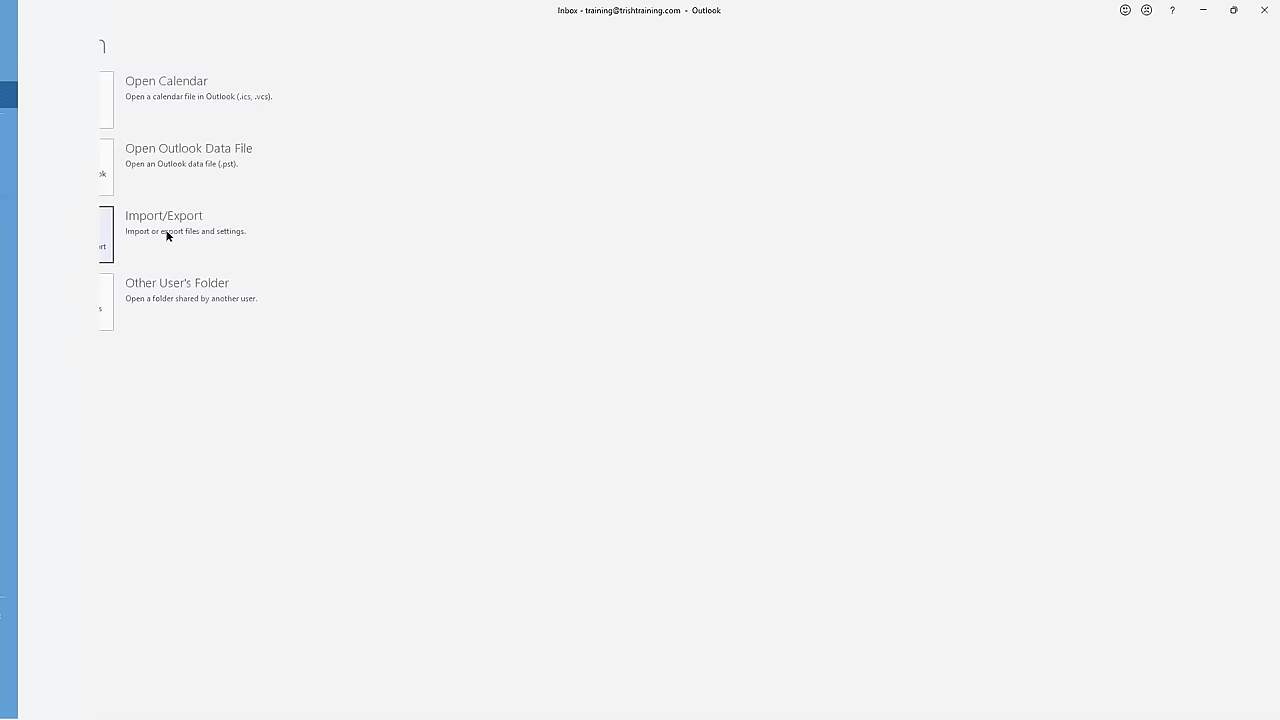 Inbox - training@trishtraining.com - Outlook
Open Calendar
Open a calendar file in Outlook (.ics, .vcs).
Open Outlook Data File
Open an Outlook data file (.pst).
Import/Export
Import or export files and settings.
Other User's Folder
Open a folder shared by another user.